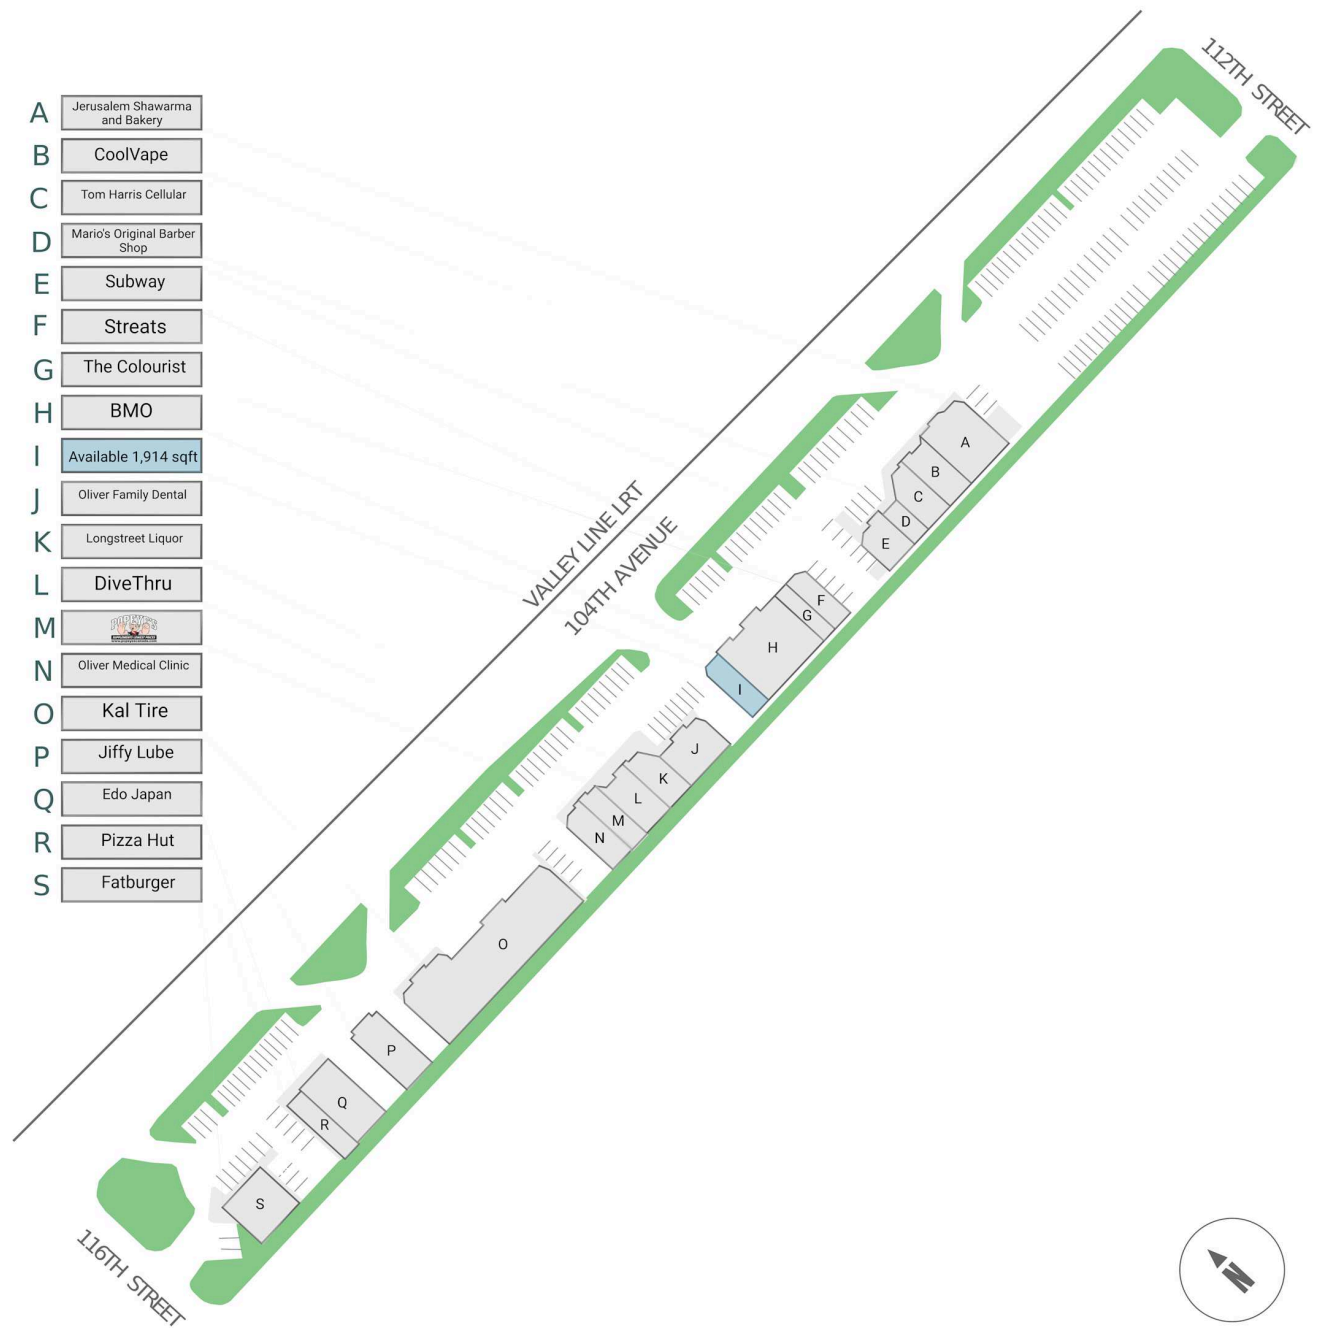 112TH STREET
A
Jerusalem Shawarma
and Bakery
B
CoolVape
C
Tom Harris Cellular
D
Mario's Original Barber
Shop
E
Subway
F
Streats
G
The Colourist
H
BMO
I
Available 1,914 sqft
J
Oliver Family Dental
K
Longstreet Liquor
L
DiveThru
M
POPEYE'S
N
Oliver Medical Clinic
O
Kal Tire
P
Jiffy Lube
Q
Edo Japan
R
Pizza Hut
S
Fatburger
VALLEY LINE LRT
104TH AVENUE
A
B
C
D
E
F
G
H
I
J
K
L
M
N
O
P
Q
R
S
116TH STREET
N